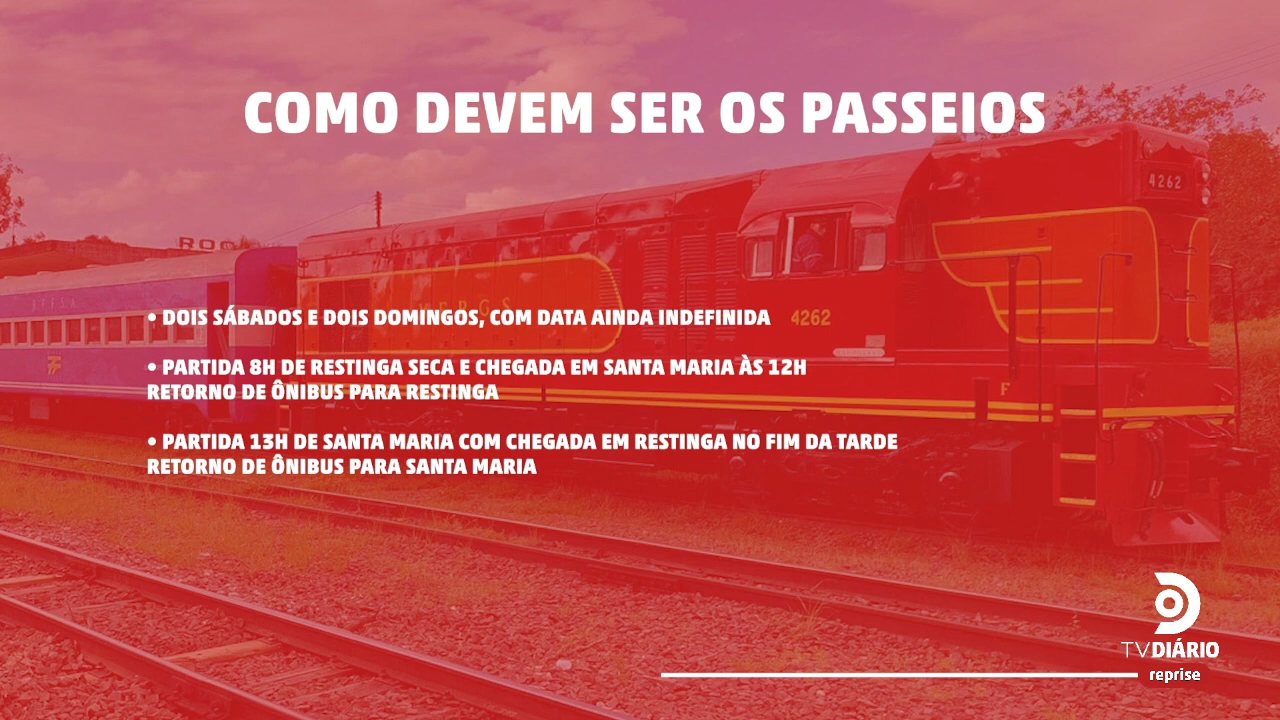 COMO DEVEM SER OS PASSEIOS
4262
• DOIS SÁBADOS E DOIS DOMINGOS, COM DATA AINDA INDEFINIDA
4262
• PARTIDA 8H DE RESTINGA SECA E CHEGADA EM SANTA MARIA ÀS 12H
RETORNO DE ÔNIBUS PARA RESTINGA
F
• PARTIDA 13H DE SANTA MARIA COM CHEGADA EM RESTINGA NO FIM DA TARDE
RETORNO DE ÔNIBUS PARA SANTA MARIA
TVDIÁRIO
reprise